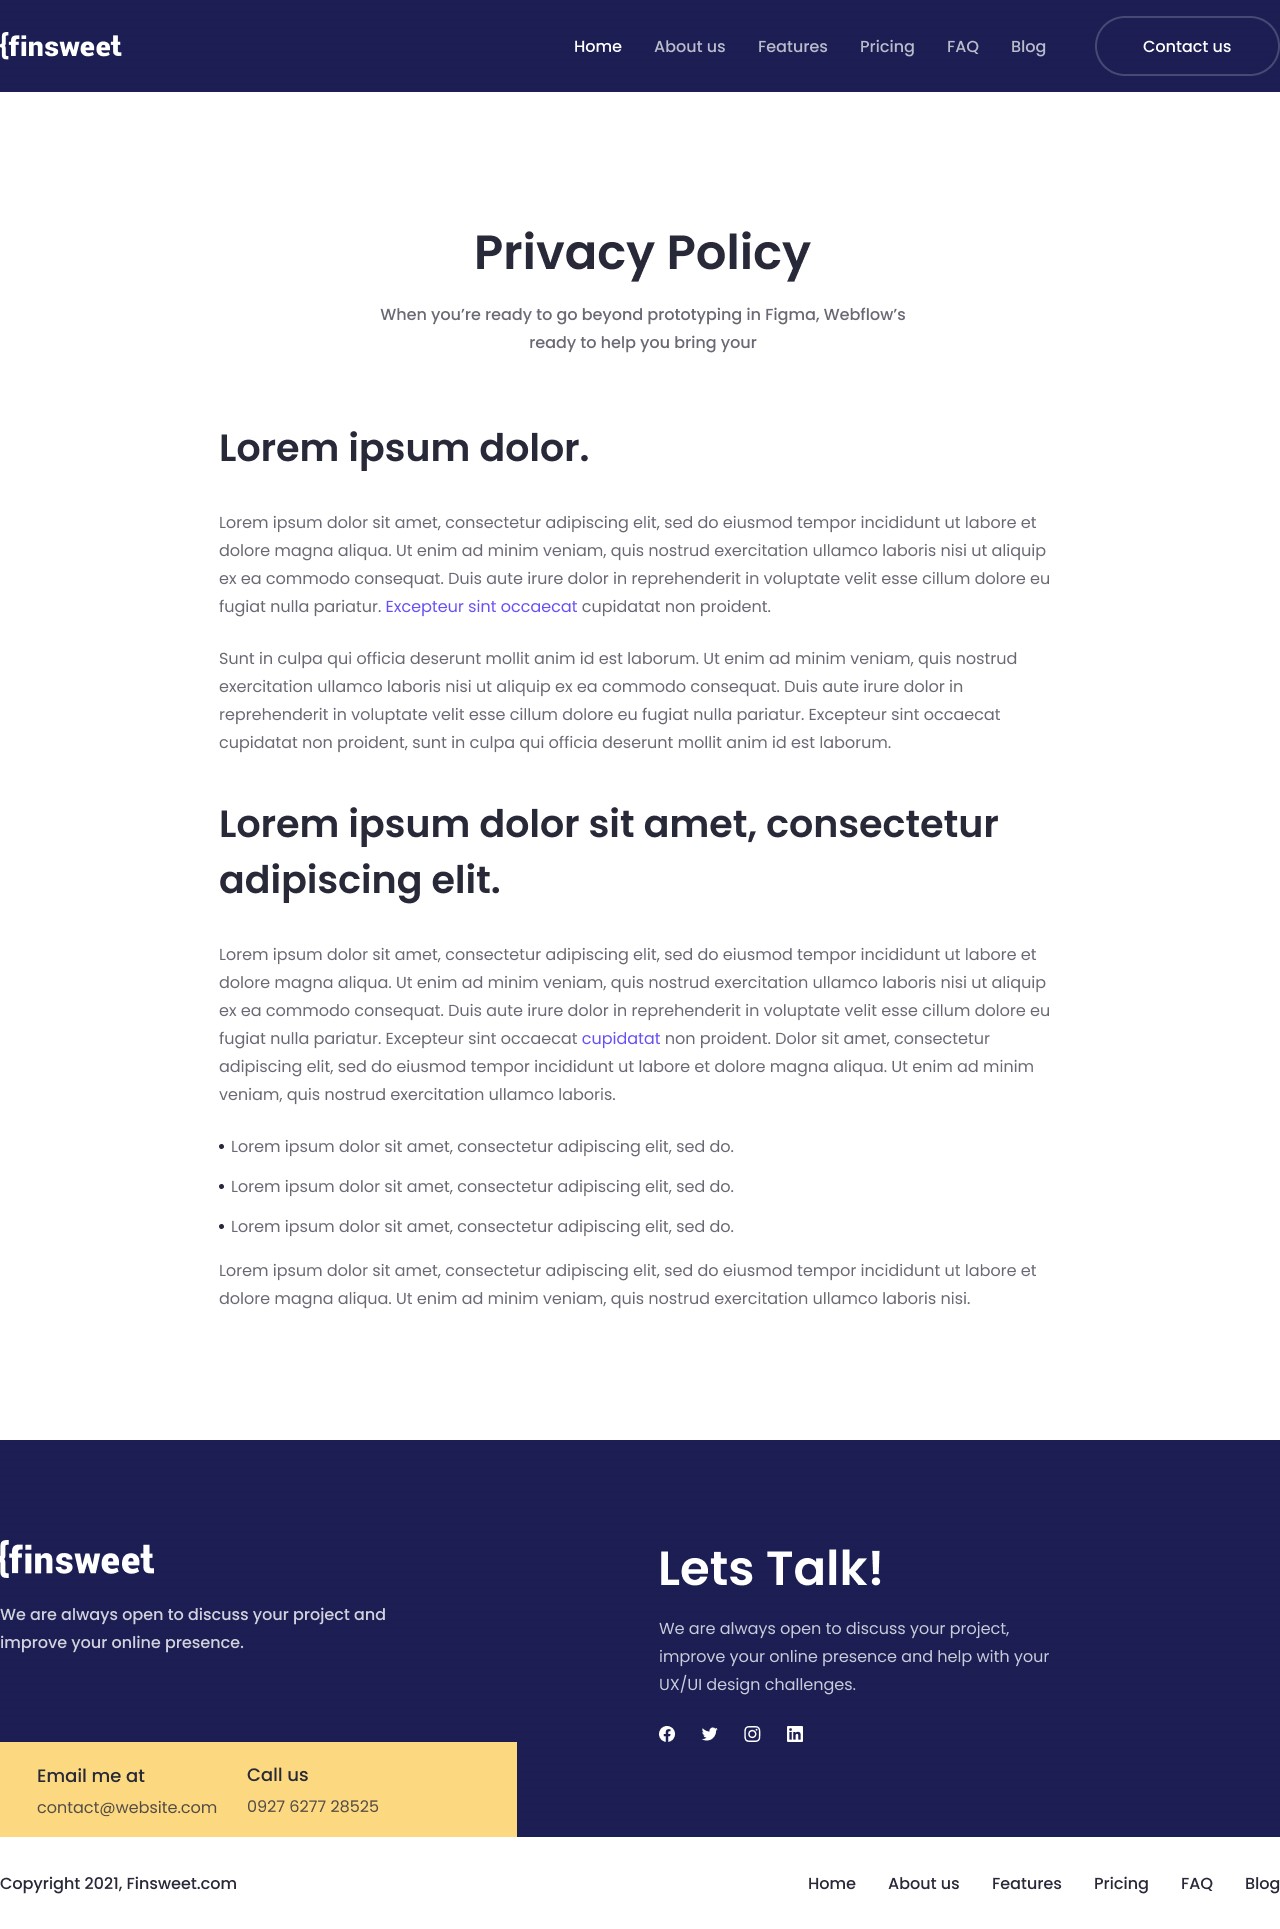 {finsweet
Home About us Features Pricing FAQ Blog Contact us
Privacy Policy
When you’re ready to go beyond prototyping in Figma, Webflow’s
ready to help you bring your
Lorem ipsum dolor.
Lorem ipsum dolor sit amet, consectetur adipiscing elit, sed do eiusmod tempor incididunt ut labore et
dolore magna aliqua. Ut enim ad minim veniam, quis nostrud exercitation ullamco laboris nisi ut aliquip
ex ea commodo consequat. Duis aute irure dolor in reprehenderit in voluptate velit esse cillum dolore eu
fugiat nulla pariatur. Excepteur sint occaecat cupidatat non proident.
Sunt in culpa qui officia deserunt mollit anim id est laborum. Ut enim ad minim veniam, quis nostrud
exercitation ullamco laboris nisi ut aliquip ex ea commodo consequat. Duis aute irure dolor in
reprehenderit in voluptate velit esse cillum dolore eu fugiat nulla pariatur. Excepteur sint occaecat
cupidatat non proident, sunt in culpa qui officia deserunt mollit anim id est laborum.
Lorem ipsum dolor sit amet, consectetur
adipiscing elit.
Lorem ipsum dolor sit amet, consectetur adipiscing elit, sed do eiusmod tempor incididunt ut labore et
dolore magna aliqua. Ut enim ad minim veniam, quis nostrud exercitation ullamco laboris nisi ut aliquip
ex ea commodo consequat. Duis aute irure dolor in reprehenderit in voluptate velit esse cillum dolore eu
fugiat nulla pariatur. Excepteur sint occaecat cupidatat non proident. Dolor sit amet, consectetur
adipiscing elit, sed do eiusmod tempor incididunt ut labore et dolore magna aliqua. Ut enim ad minim
veniam, quis nostrud exercitation ullamco laboris.
• Lorem ipsum dolor sit amet, consectetur adipiscing elit, sed do.
• Lorem ipsum dolor sit amet, consectetur adipiscing elit, sed do.
• Lorem ipsum dolor sit amet, consectetur adipiscing elit, sed do.
Lorem ipsum dolor sit amet, consectetur adipiscing elit, sed do eiusmod tempor incididunt ut labore et
dolore magna aliqua. Ut enim ad minim veniam, quis nostrud exercitation ullamco laboris nisi.
{finsweet
We are always open to discuss your project and
improve your online presence.
Lets Talk!
We are always open to discuss your project,
improve your online presence and help with your
UX/UI design challenges.
Email me at
contact@website.com
Call us
0927 6277 28525
Copyright 2021, Finsweet.com
Home About us Features Pricing FAQ Blog